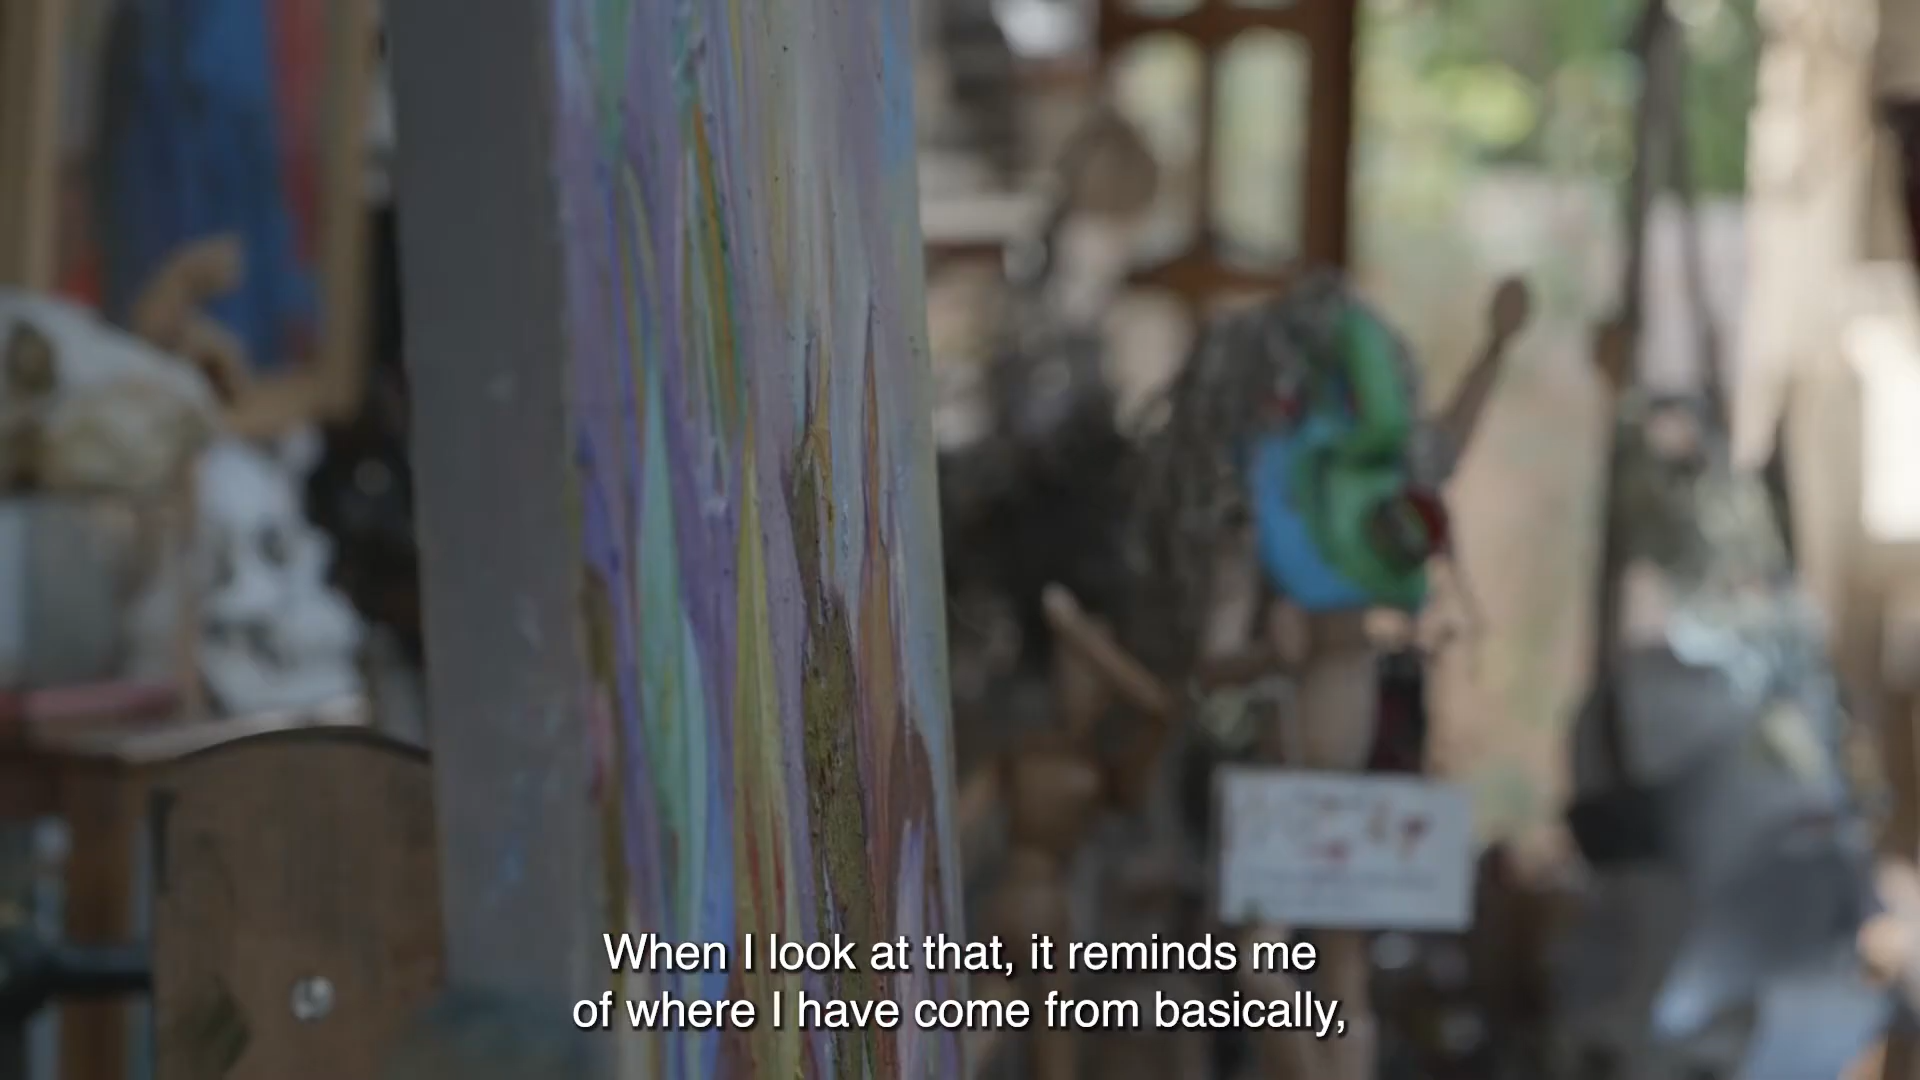 When I look at that, it reminds me
of where I have come from basically,